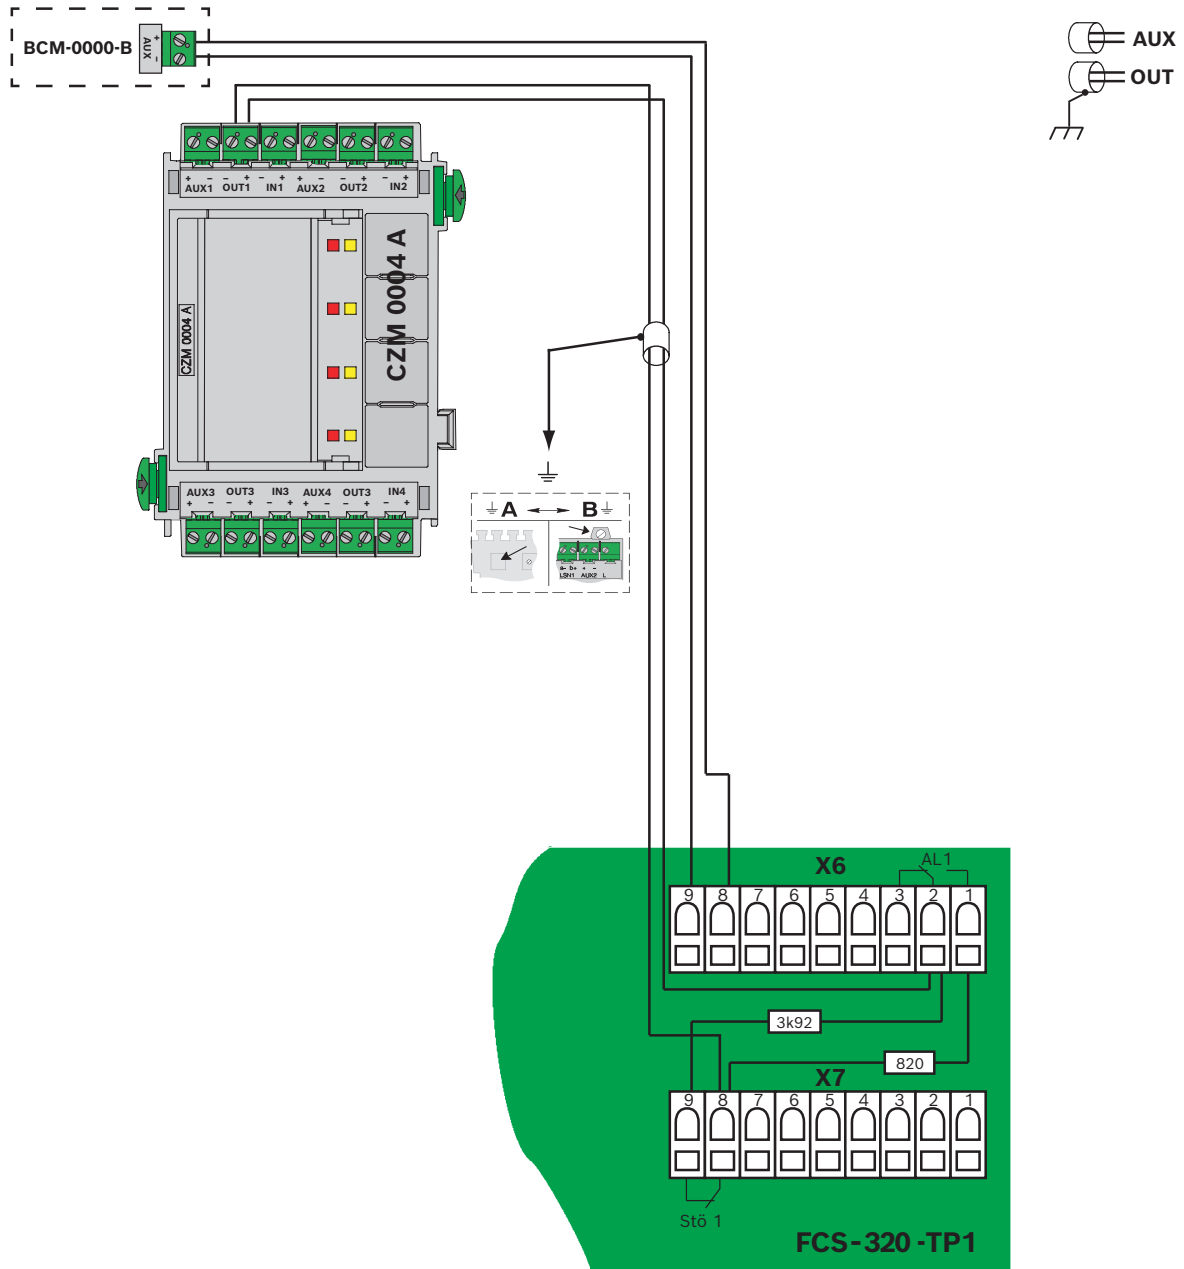 BCM-0000-B
AUX
+ -
AUX
OUT
+ - - + - + + - - + - +
AUX1 OUT1 IN1 AUX2 OUT2 IN2
CZM 0004 A
CZM 0004 A
AUX3 OUT3 IN3 AUX4 OUT3 IN4
+ - - + - + + - - + - +
A B
a- b+ + -
LSN1 AUX2 L
X6
AL1
9 8 7 6 5 4 3 2 1
3k92
820
X7
9 8 7 6 5 4 3 2 1
Stö 1
FCS-320-TP1